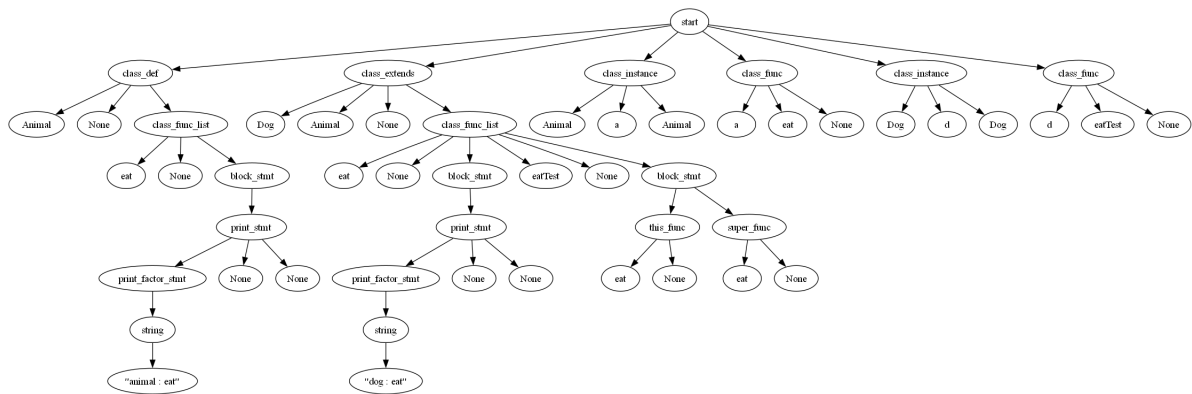 start
class_def class_extends class_instance class_func class_instance class_func
Animal None class_func_list Dog Animal None class_func_list Animal a Animal a eat None Dog d Dog d eatTest None
eat None block_stmt eat None block_stmt eatTest None block_stmt
print_stmt print_stmt this_func super_func
print_factor_stmt None None print_factor_stmt None None eat None eat None
string string
"animal : eat" "dog : eat"